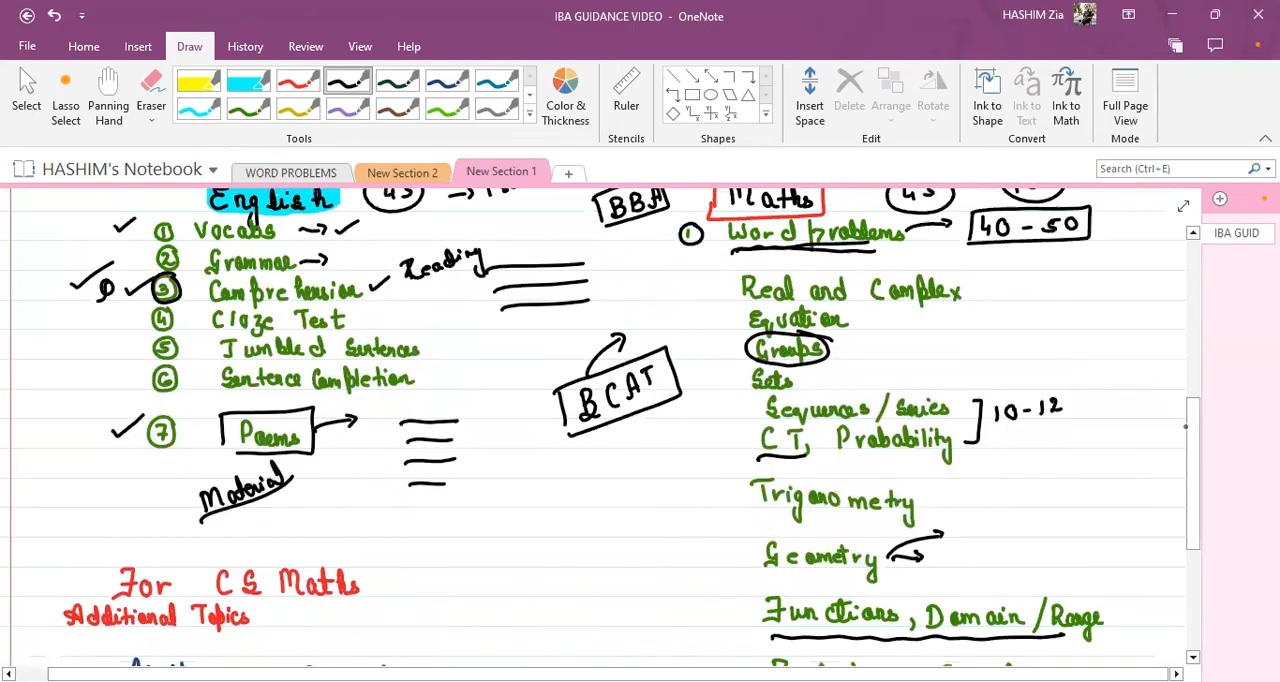 IBA GUIDANCE VIDEO - OneNote
HASHIM Zia
File Home Insert Draw History Review View Help
Select
Lasso Select
Panning Hand
Eraser
Color & Thickness
Ruler
Insert Space
Delete
Arrange
Rotate
Ink to Shape
Ink to Text
Ink to Math
Full Page View
Tools
Stencils
Shapes
Edit
Convert
Mode
HASHIM's Notebook
WORD PROBLEMS
New Section 2
New Section 1
Search (Ctrl+E)
IBA GUID
English 45
① Vocabs
② Grammar
③ Comprehension Reading
④ Cloze Test
⑤ Jumbled Sentences
⑥ Sentence Completion
⑦ Poems
Material
BBA
BCAT
Maths 45
① Word problems 40 - 50
Real and Complex
Equation
Groups
Sets
Sequences / Series
CT, Probability 10 - 12
Trigonometry
Geometry
Functions, Domain / Range
For CS Maths
Additional Topics